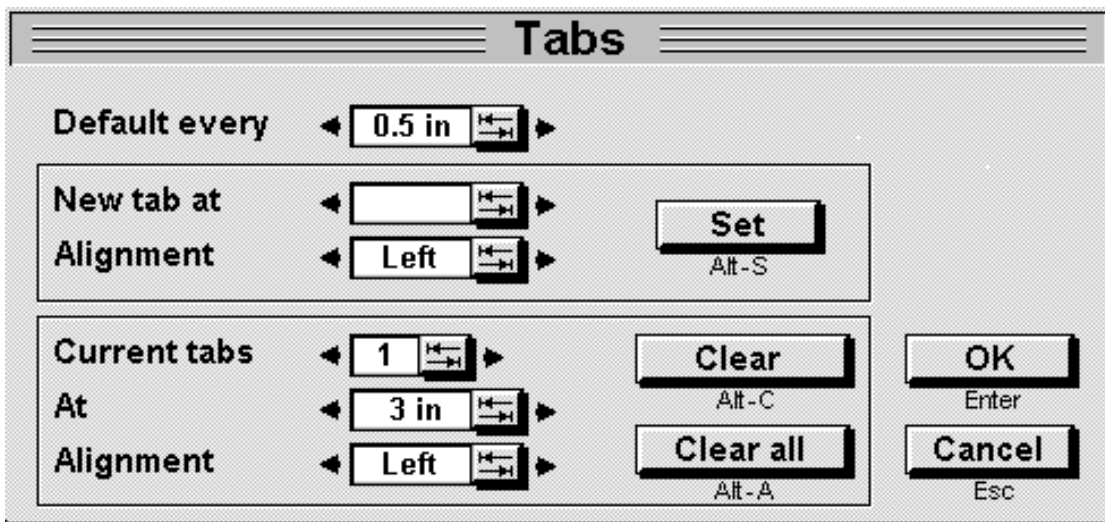 Tabs
Default every 0.5 in
New tab at
Set
Alignment Left
Alt-S
Current tabs 1 Clear OK
Alt-C Enter
At 3 in
Alignment Left Clear all Cancel
Alt-A Esc